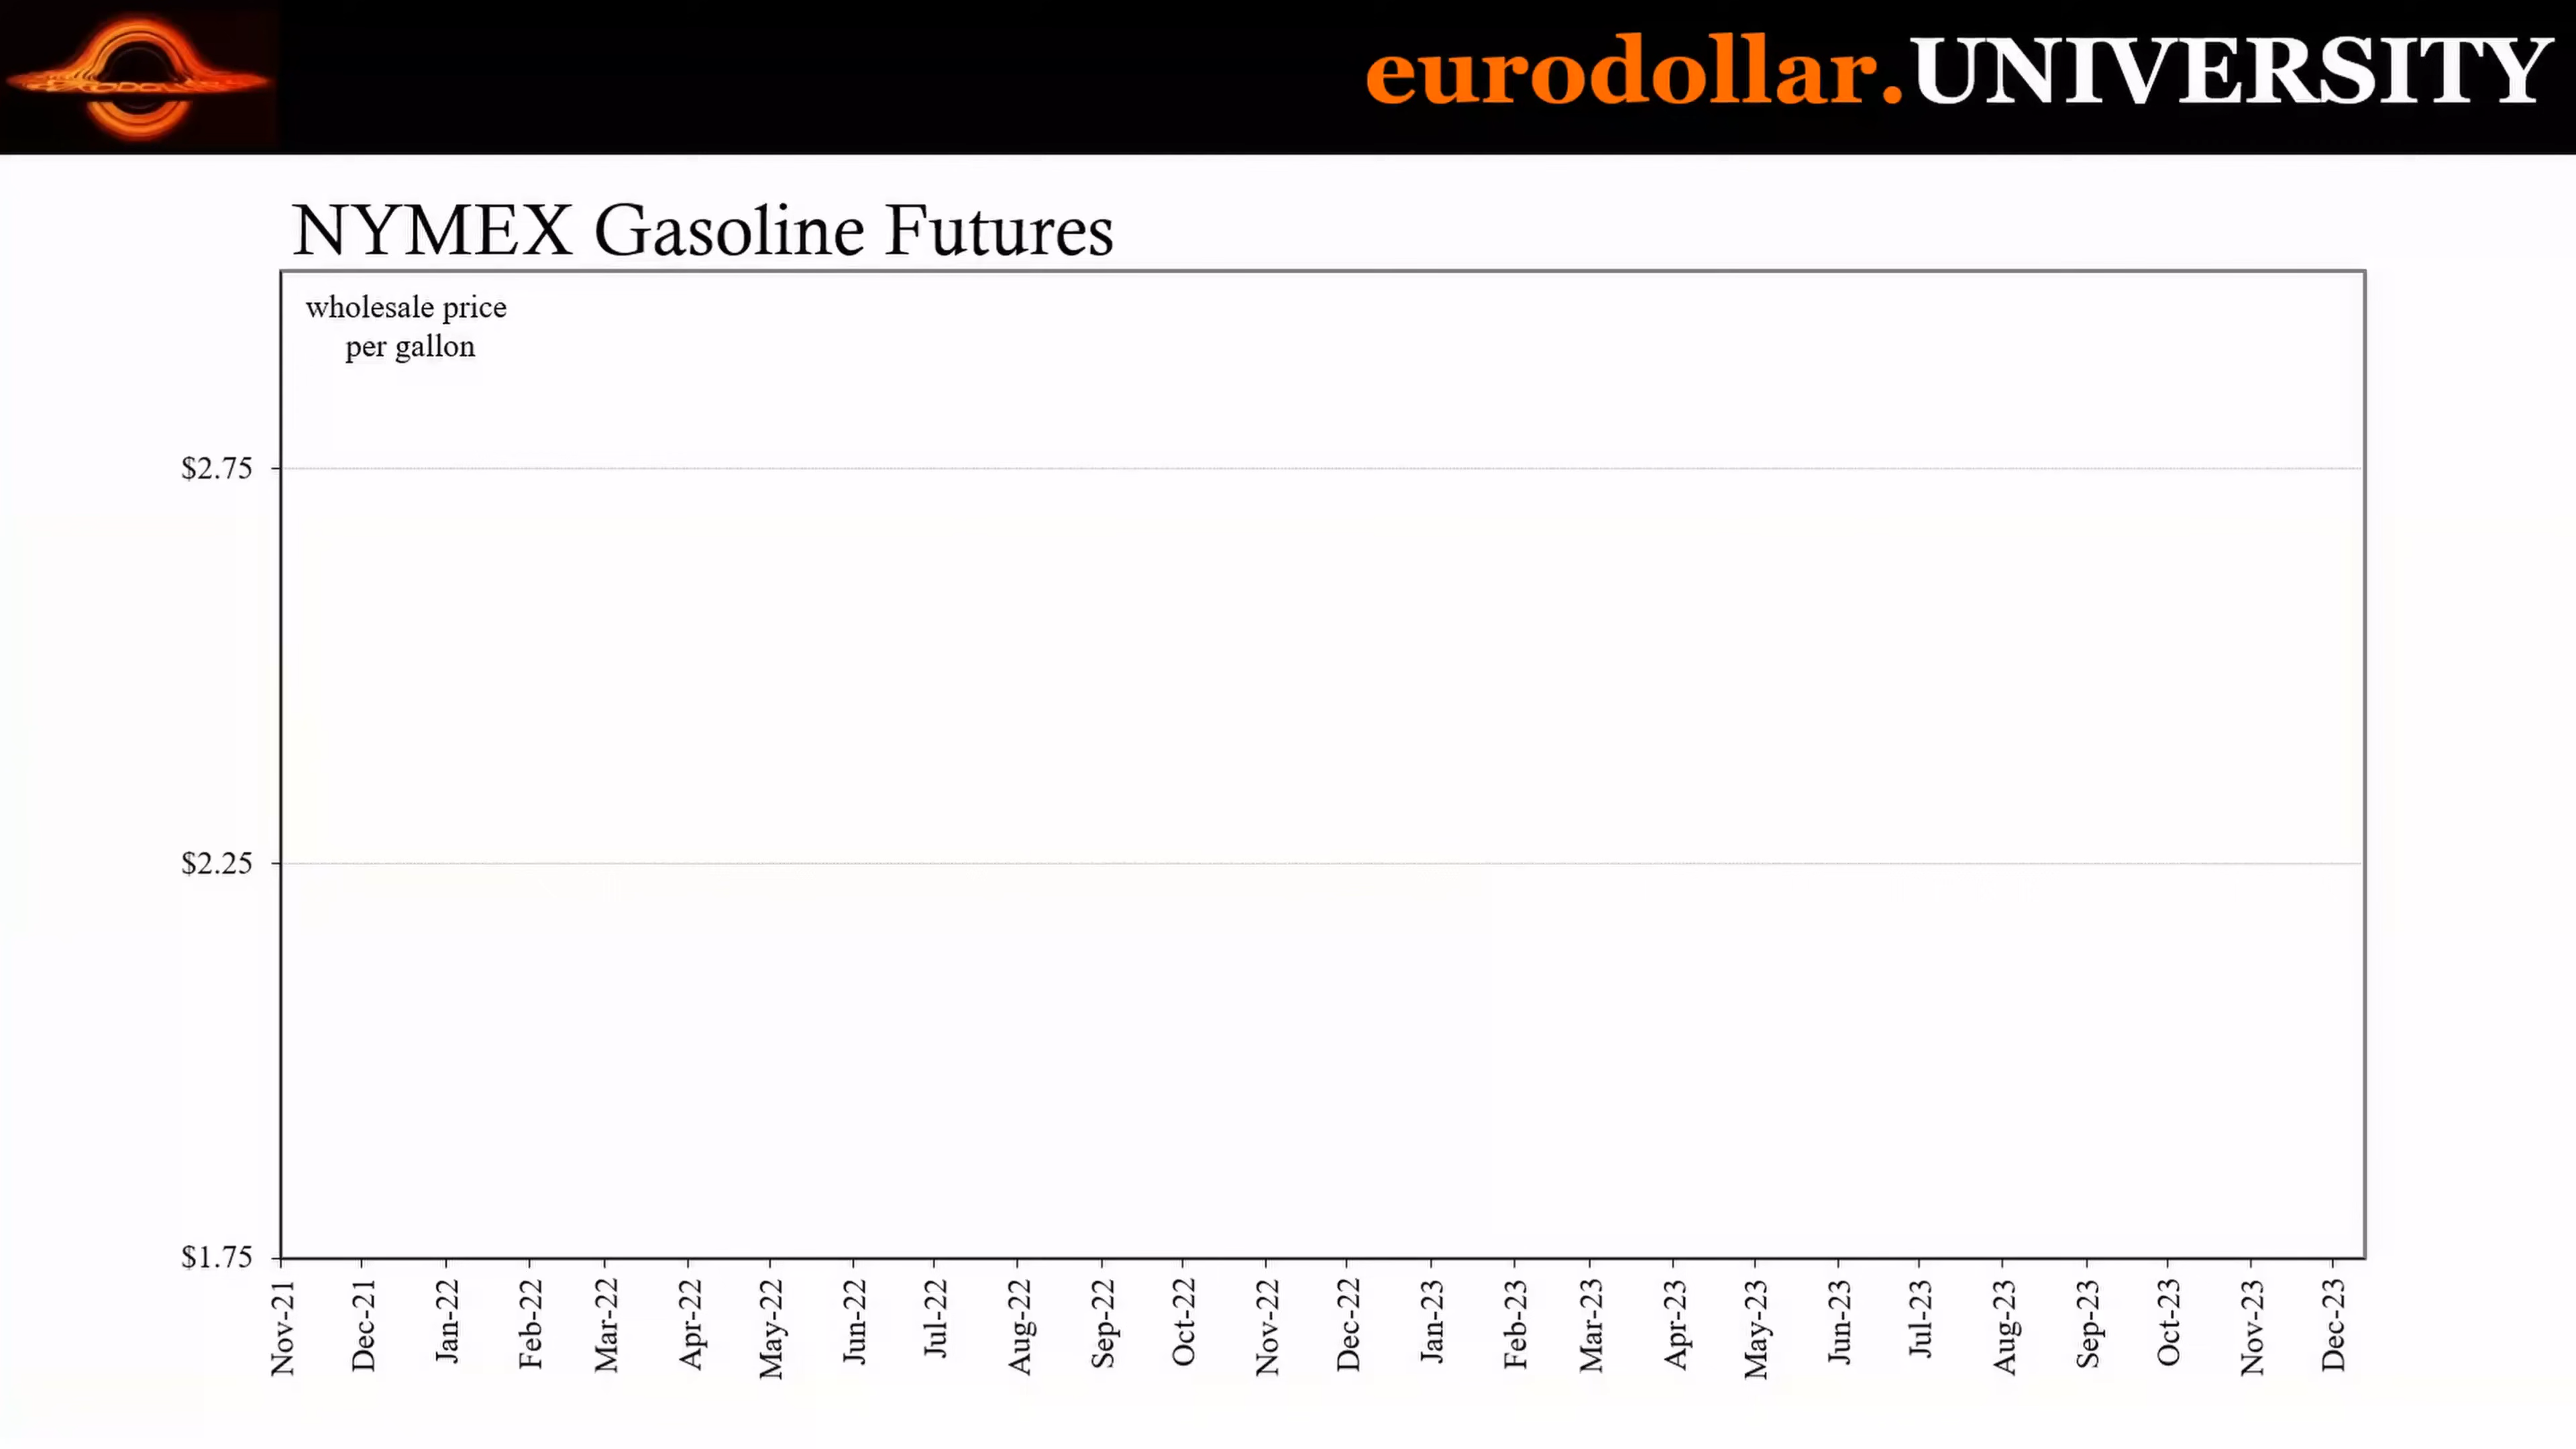 eurodollar.UNIVERSITY
NYMEX Gasoline Futures
wholesale price
per gallon
$2.75
$2.25
$1.75
Nov-21
Dec-21
Jan-22
Feb-22
Mar-22
Apr-22
May-22
Jun-22
Jul-22
Aug-22
Sep-22
Oct-22
Nov-22
Dec-22
Jan-23
Feb-23
Mar-23
Apr-23
May-23
Jun-23
Jul-23
Aug-23
Sep-23
Oct-23
Nov-23
Dec-23